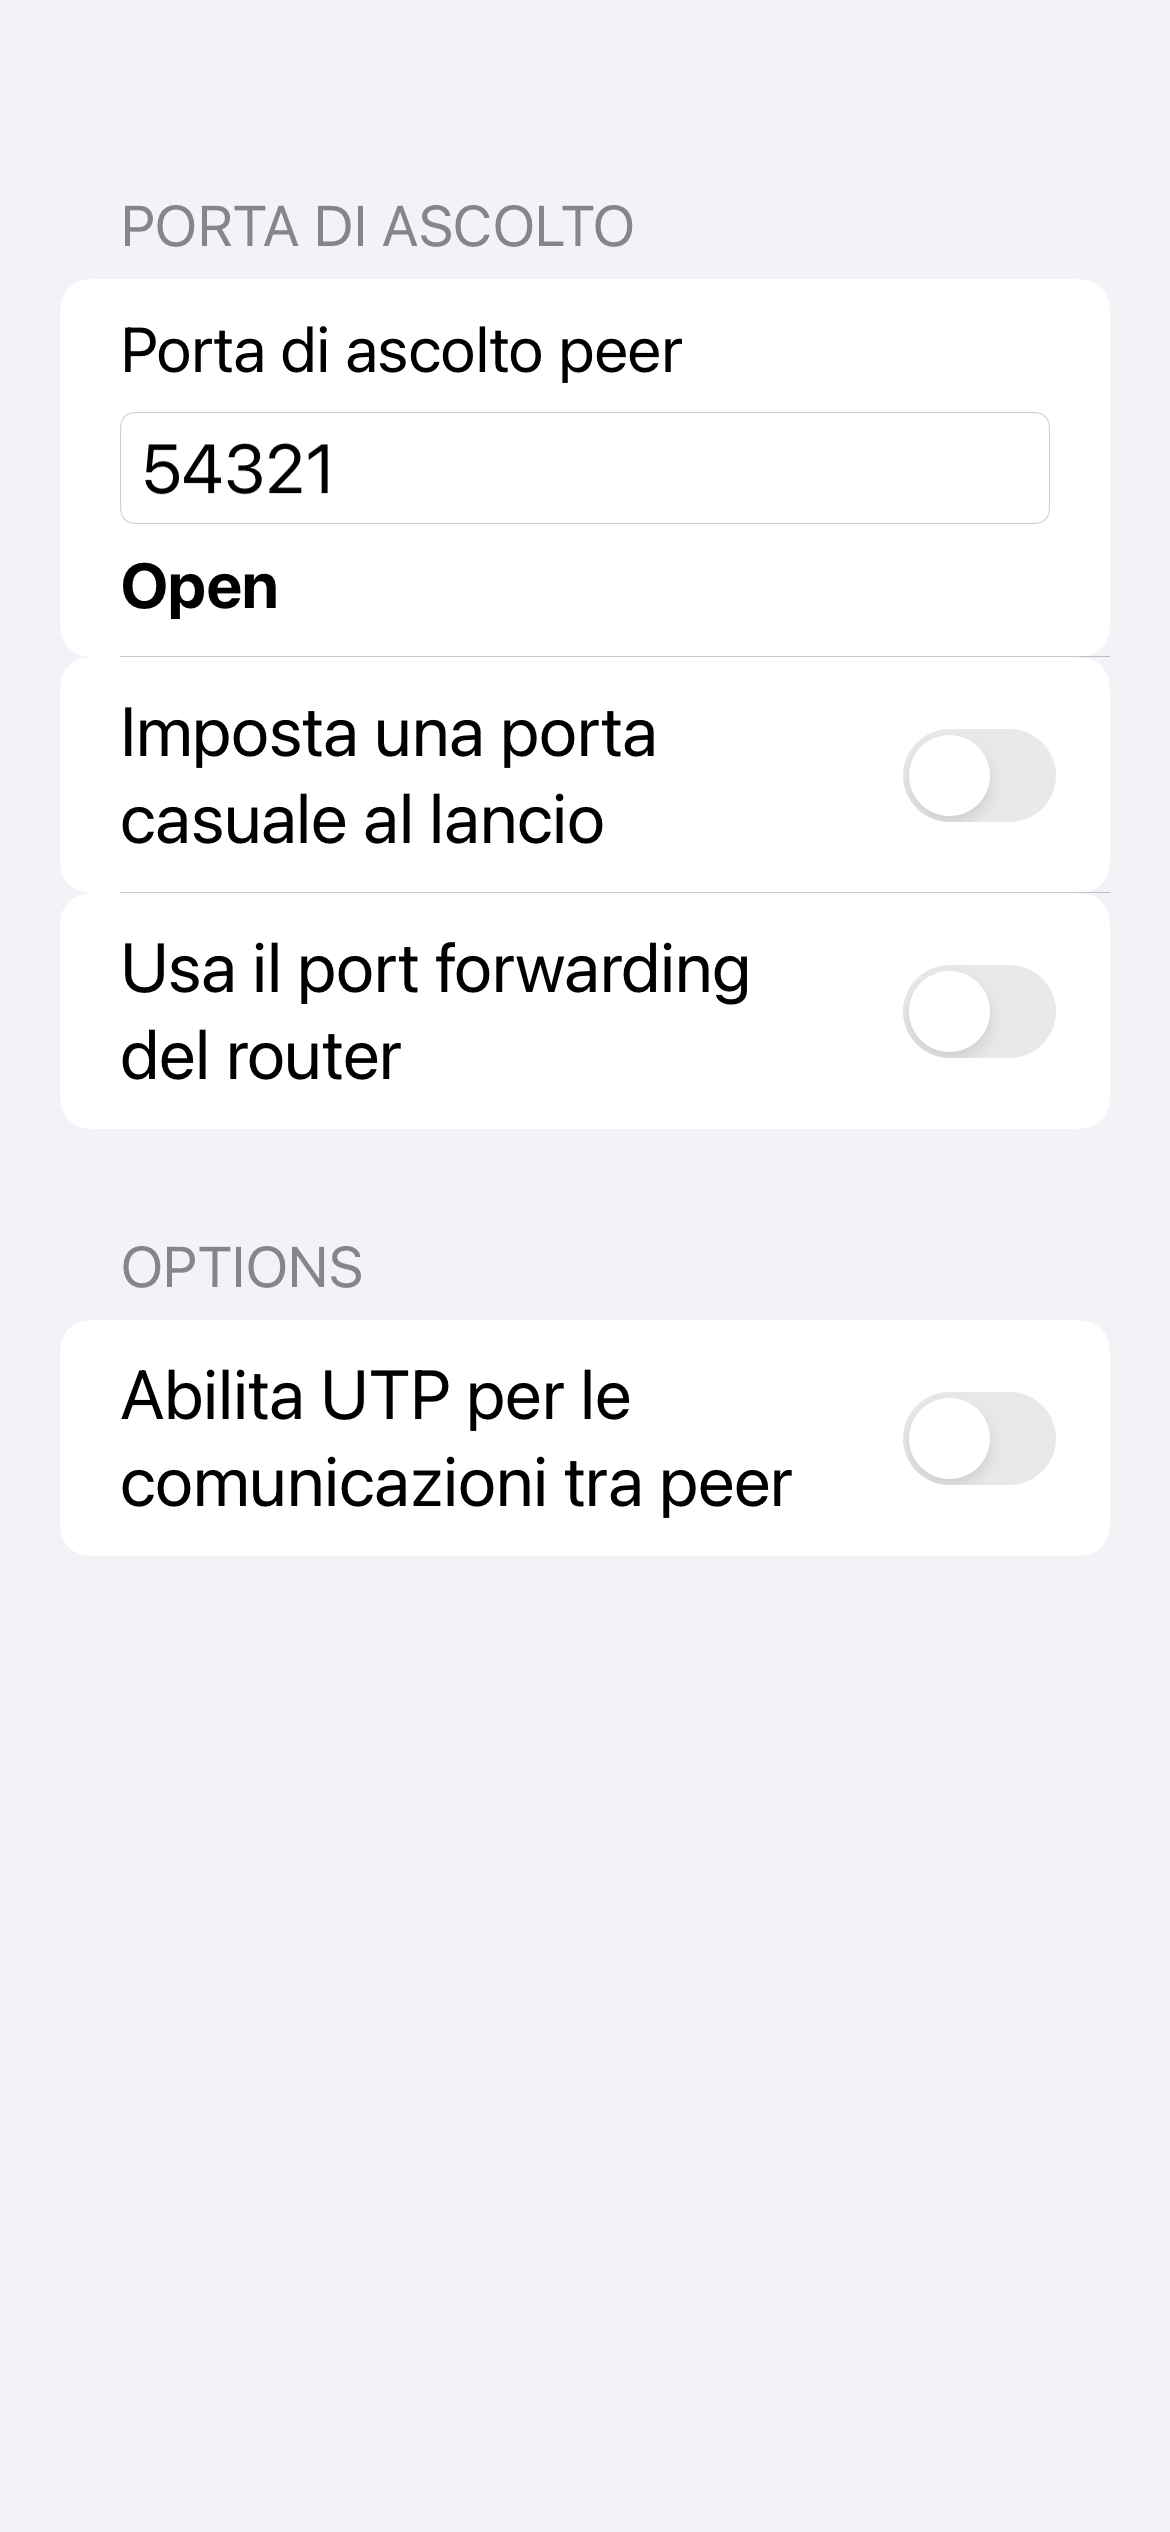 PORTA DI ASCOLTO
Porta di ascolto peer
54321
Open
Imposta una porta
casuale al lancio
Usa il port forwarding
del router
OPTIONS
Abilita UTP per le
comunicazioni tra peer